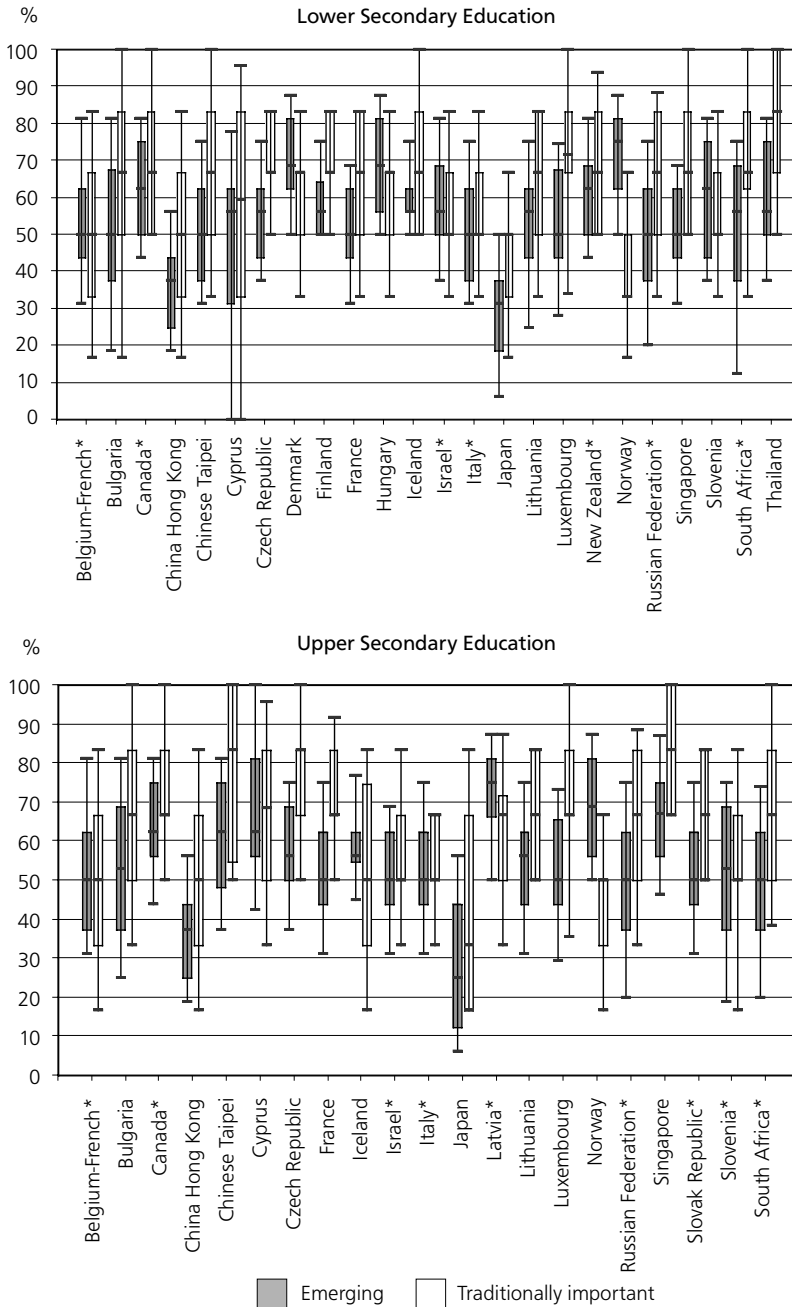 %
Lower Secondary Education
100
90
80
70
60
50
40
30
20
10
0
Belgium-French*
Bulgaria
Canada*
China Hong Kong
Chinese Taipei
Cyprus
Czech Republic
Denmark
Finland
France
Hungary
Iceland
Israel*
Italy*
Japan
Lithuania
Luxembourg
New Zealand*
Norway
Russian Federation*
Singapore
Slovenia
South Africa*
Thailand
%
Upper Secondary Education
100
90
80
70
60
50
40
30
20
10
0
Belgium-French*
Bulgaria
Canada*
China Hong Kong
Chinese Taipei
Cyprus
Czech Republic
France
Iceland
Israel*
Italy*
Japan
Latvia*
Lithuania
Luxembourg
Norway
Russian Federation*
Singapore
Slovak Republic*
Slovenia*
South Africa*
Emerging
Traditionally important